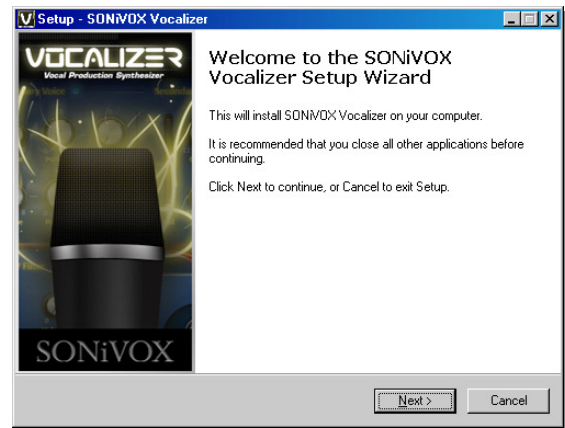 Setup - SONiVOX Vocalizer
VOCALIZER
Vocal Production Synthesizer
Welcome to the SONiVOX
Vocalizer Setup Wizard
This will install SONiVOX Vocalizer on your computer.
It is recommended that you close all other applications before
continuing.
Click Next to continue, or Cancel to exit Setup.
SONiVOX
Next >
Cancel